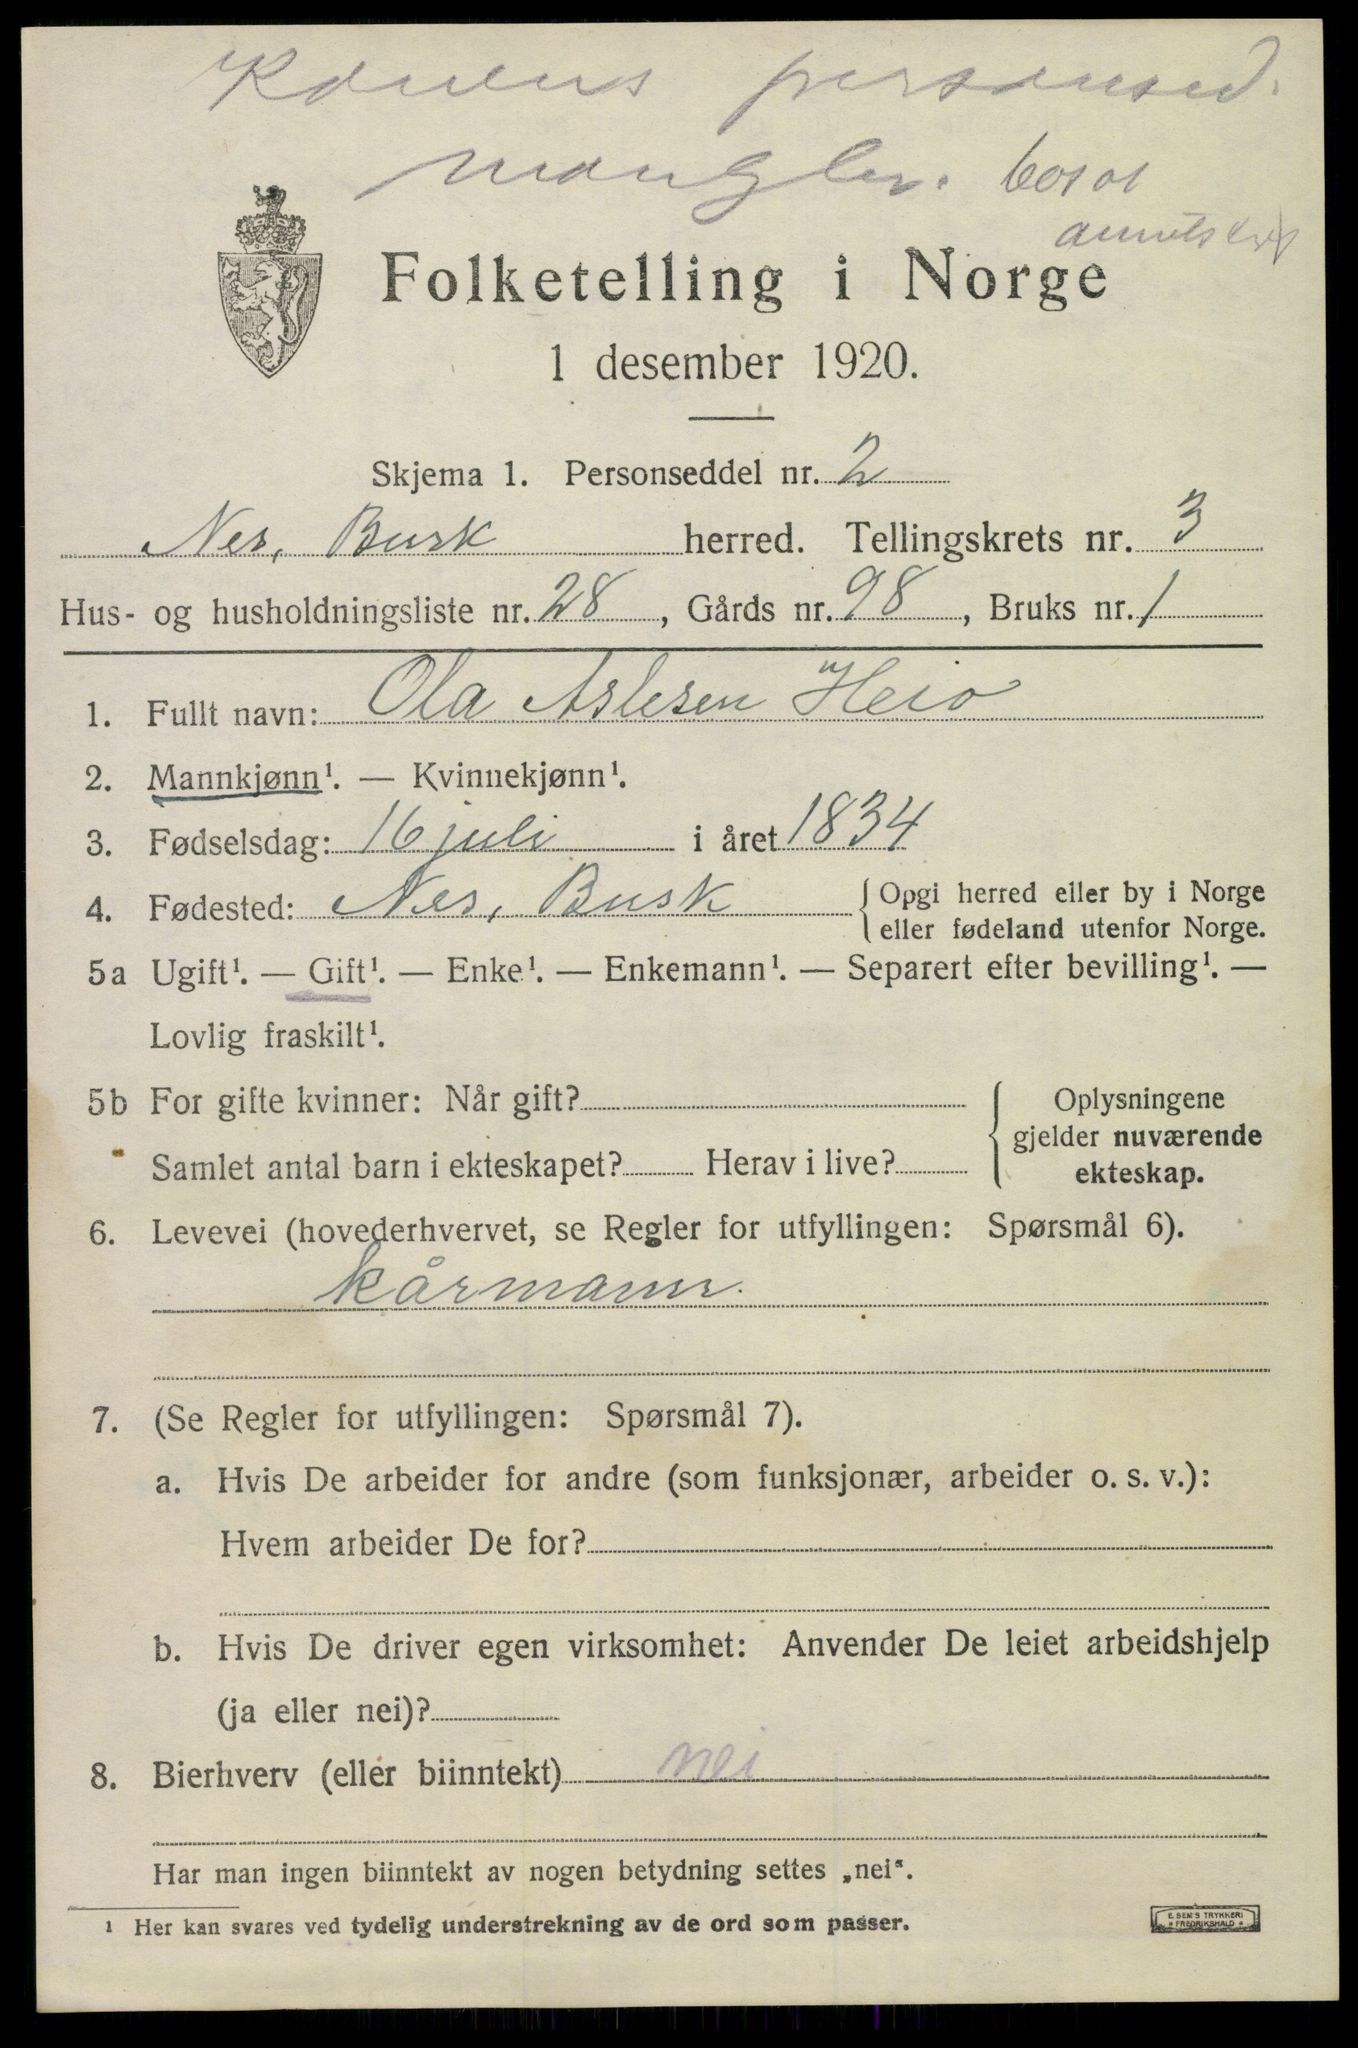 Konens personsed.
mangler. bosat
Folketelling i Norge
1 desember 1920.
Skjema 1. Personseddel nr. 2
Nes, Busk herred. Tellingskrets nr. 3
Hus- og husholdningsliste nr. 28, Gårds nr. 98, Bruks nr. 1
1. Fullt navn: Ola Aslesen Heio
2. Mannkjønn¹. — Kvinnekjønn¹.
3. Fødselsdag: 16 juli i året 1834
4. Fødested: Nes, Busk { Opgi herred eller by i Norge
eller fødeland utenfor Norge.
5a Ugift¹. — Gift¹. — Enke¹. — Enkemann¹. — Separert efter bevilling¹. —
Lovlig fraskilt¹.
5b For gifte kvinner: Når gift?
Samlet antal barn i ekteskapet? Herav i live?
{ Oplysningene
gjelder nuværende
ekteskap.
6. Levevei (hovederhvervet, se Regler for utfyllingen: Spørsmål 6).
kårmann.
7. (Se Regler for utfyllingen: Spørsmål 7).
a. Hvis De arbeider for andre (som funksjonær, arbeider o. s. v.):
Hvem arbeider De for?
b. Hvis De driver egen virksomhet: Anvender De leiet arbeidshjelp
(ja eller nei)?
8. Bierhverv (eller biinntekt) nei
Har man ingen biinntekt av nogen betydning settes „nei“.
¹ Her kan svares ved tydelig understrekning av de ord som passer.
E. SEM'S TRYKKERI
* FREDRIKSHALD *